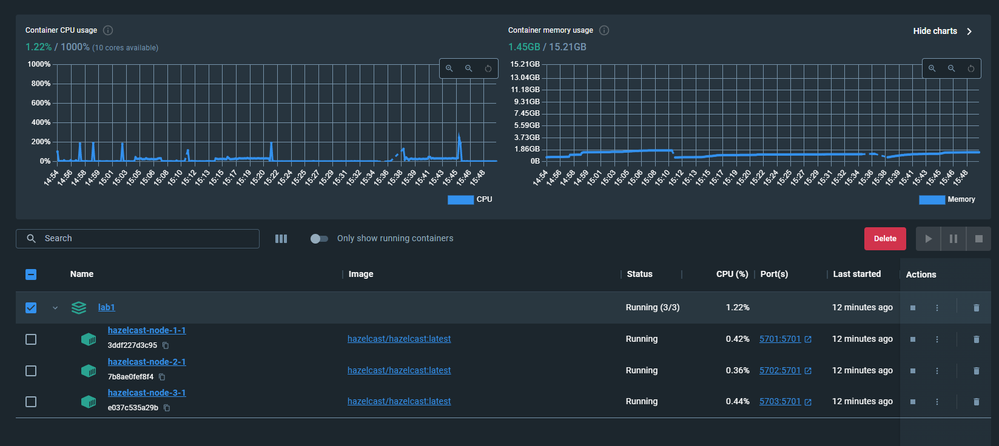 Container CPU usage
1.22% / 1000% (10 cores available)
1000%
800%
600%
400%
200%
0%
14:54 14:56 14:58 14:59 15:01 15:03 15:05 15:06 15:08 15:10 15:12 15:13 15:15 15:17 15:19 15:20 15:22 15:24 15:25 15:27 15:29 15:31 15:32 15:34 15:36 15:38 15:39 15:41 15:43 15:45 15:46 15:48
CPU
Container memory usage
Hide charts
1.45GB / 15.21GB
15.21GB
13.04GB
11.18GB
9.31GB
7.45GB
5.59GB
3.73GB
1.86GB
0B
14:54 14:56 14:58 14:59 15:01 15:03 15:05 15:06 15:08 15:10 15:12 15:13 15:15 15:17 15:19 15:20 15:22 15:24 15:25 15:27 15:29 15:31 15:32 15:34 15:36 15:38 15:39 15:41 15:43 15:45 15:46 15:48
Memory
Search
Only show running containers
Delete
Name Image Status CPU (%) Port(s) Last started Actions
lab1 Running (3/3) 1.22% 12 minutes ago
hazelcast-node-1-1
3ddf227d3c95
hazelcast/hazelcast:latest Running 0.42% 5701:5701 12 minutes ago
hazelcast-node-2-1
7b8ae0fef8f4
hazelcast/hazelcast:latest Running 0.36% 5702:5701 12 minutes ago
hazelcast-node-3-1
e037c535a29b
hazelcast/hazelcast:latest Running 0.44% 5703:5701 12 minutes ago